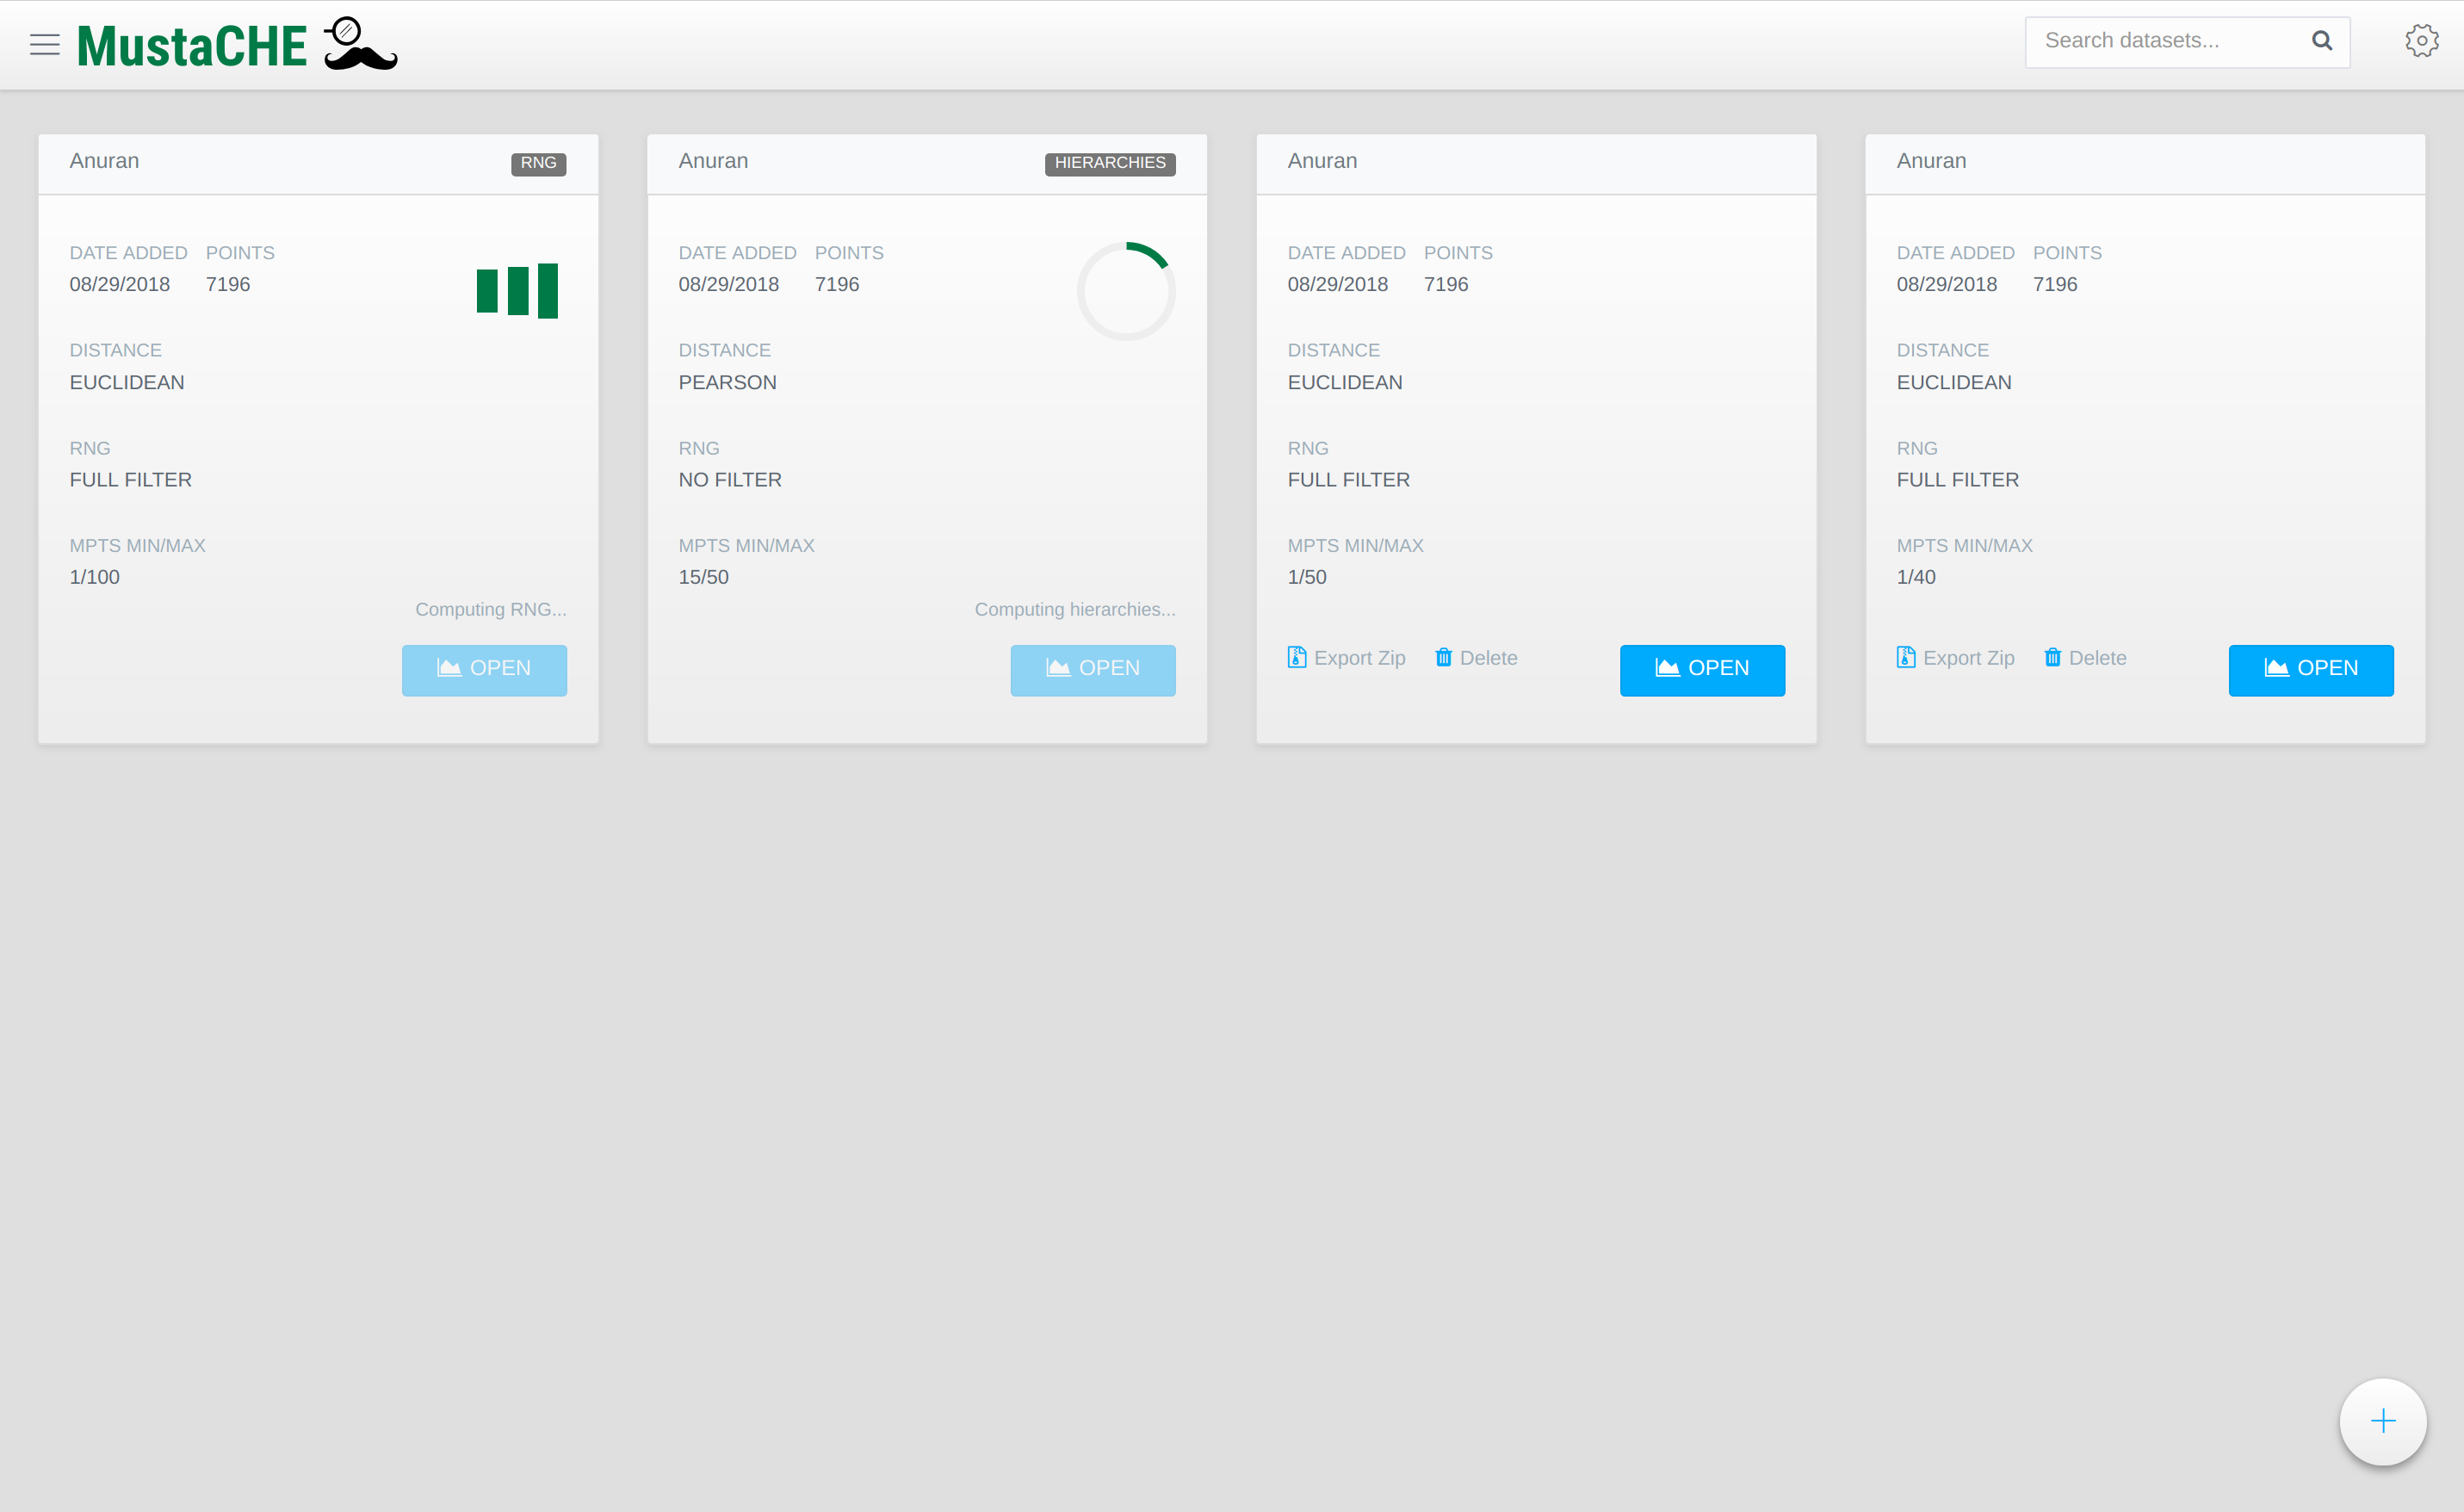 MustaCHE
Search datasets...
Anuran RNG
DATE ADDED POINTS
08/29/2018 7196
DISTANCE
EUCLIDEAN
RNG
FULL FILTER
MPTS MIN/MAX
1/100
Computing RNG...
OPEN
Anuran HIERARCHIES
DATE ADDED POINTS
08/29/2018 7196
DISTANCE
PEARSON
RNG
NO FILTER
MPTS MIN/MAX
15/50
Computing hierarchies...
OPEN
Anuran
DATE ADDED POINTS
08/29/2018 7196
DISTANCE
EUCLIDEAN
RNG
FULL FILTER
MPTS MIN/MAX
1/50
Export Zip Delete OPEN
Anuran
DATE ADDED POINTS
08/29/2018 7196
DISTANCE
EUCLIDEAN
RNG
FULL FILTER
MPTS MIN/MAX
1/40
Export Zip Delete OPEN